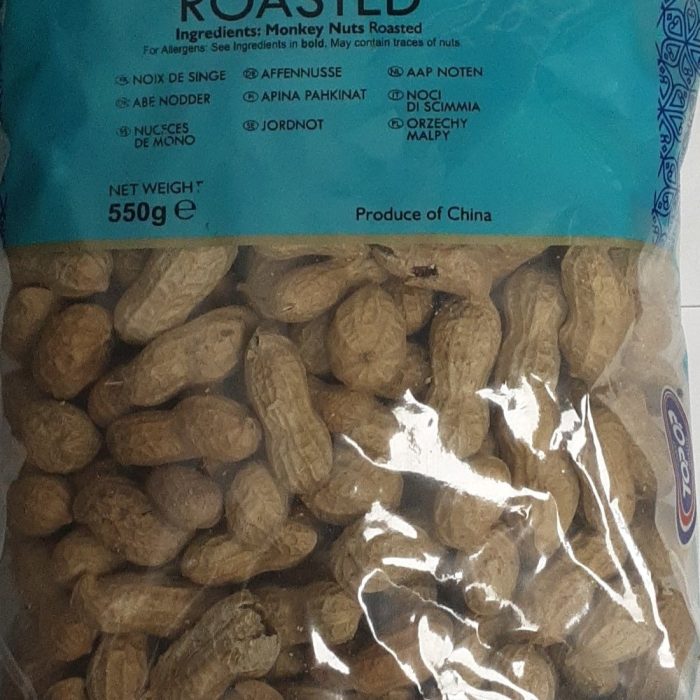 ROASTED
Ingredients: Monkey Nuts Roasted
For Allergens: See Ingredients in bold. May contain traces of nuts
NOIX DE SINGE
AFFENNUSSE
AAP NOTEN
ABE NODDER
APINA PAHKINAT
NOCI
DI SCIMMIA
NUCECES
DE MONO
JORDNOT
ORZECHY
MALPY
NET WEIGHT
550g e
Produce of China